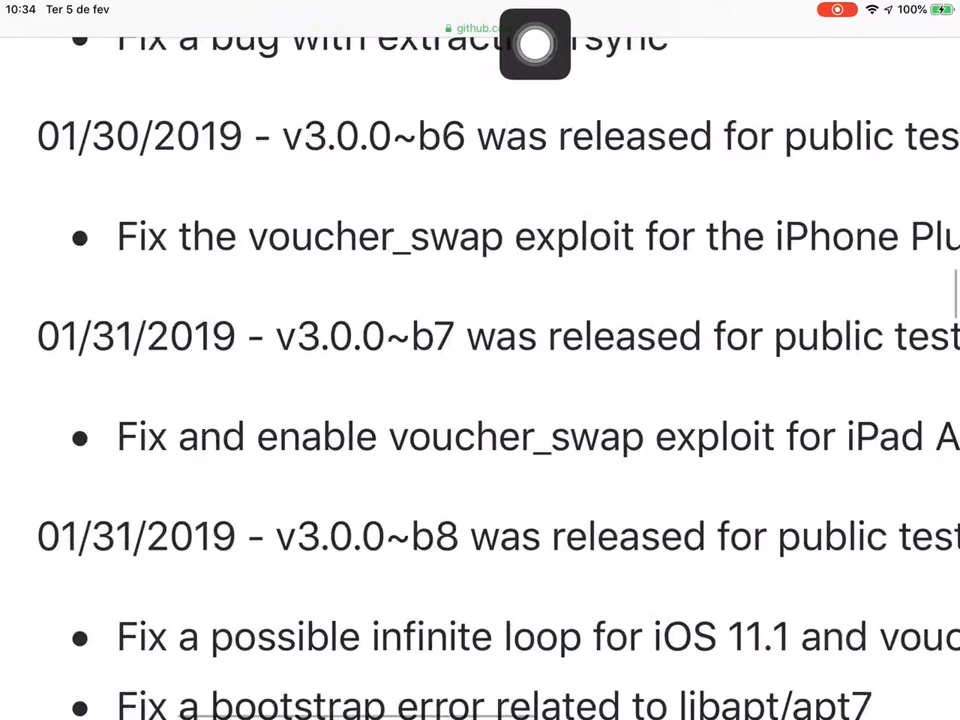 10:34 Ter 5 de fev 100%
github.c
Fix a bug with sync
01/30/2019 - v3.0.0~b6 was released for public tes
Fix the voucher_swap exploit for the iPhone Plu
01/31/2019 - v3.0.0~b7 was released for public test
Fix and enable voucher_swap exploit for iPad A
01/31/2019 - v3.0.0~b8 was released for public test
Fix a possible infinite loop for iOS 11.1 and vouc
Fix a bootstrap error related to libapt/apt7